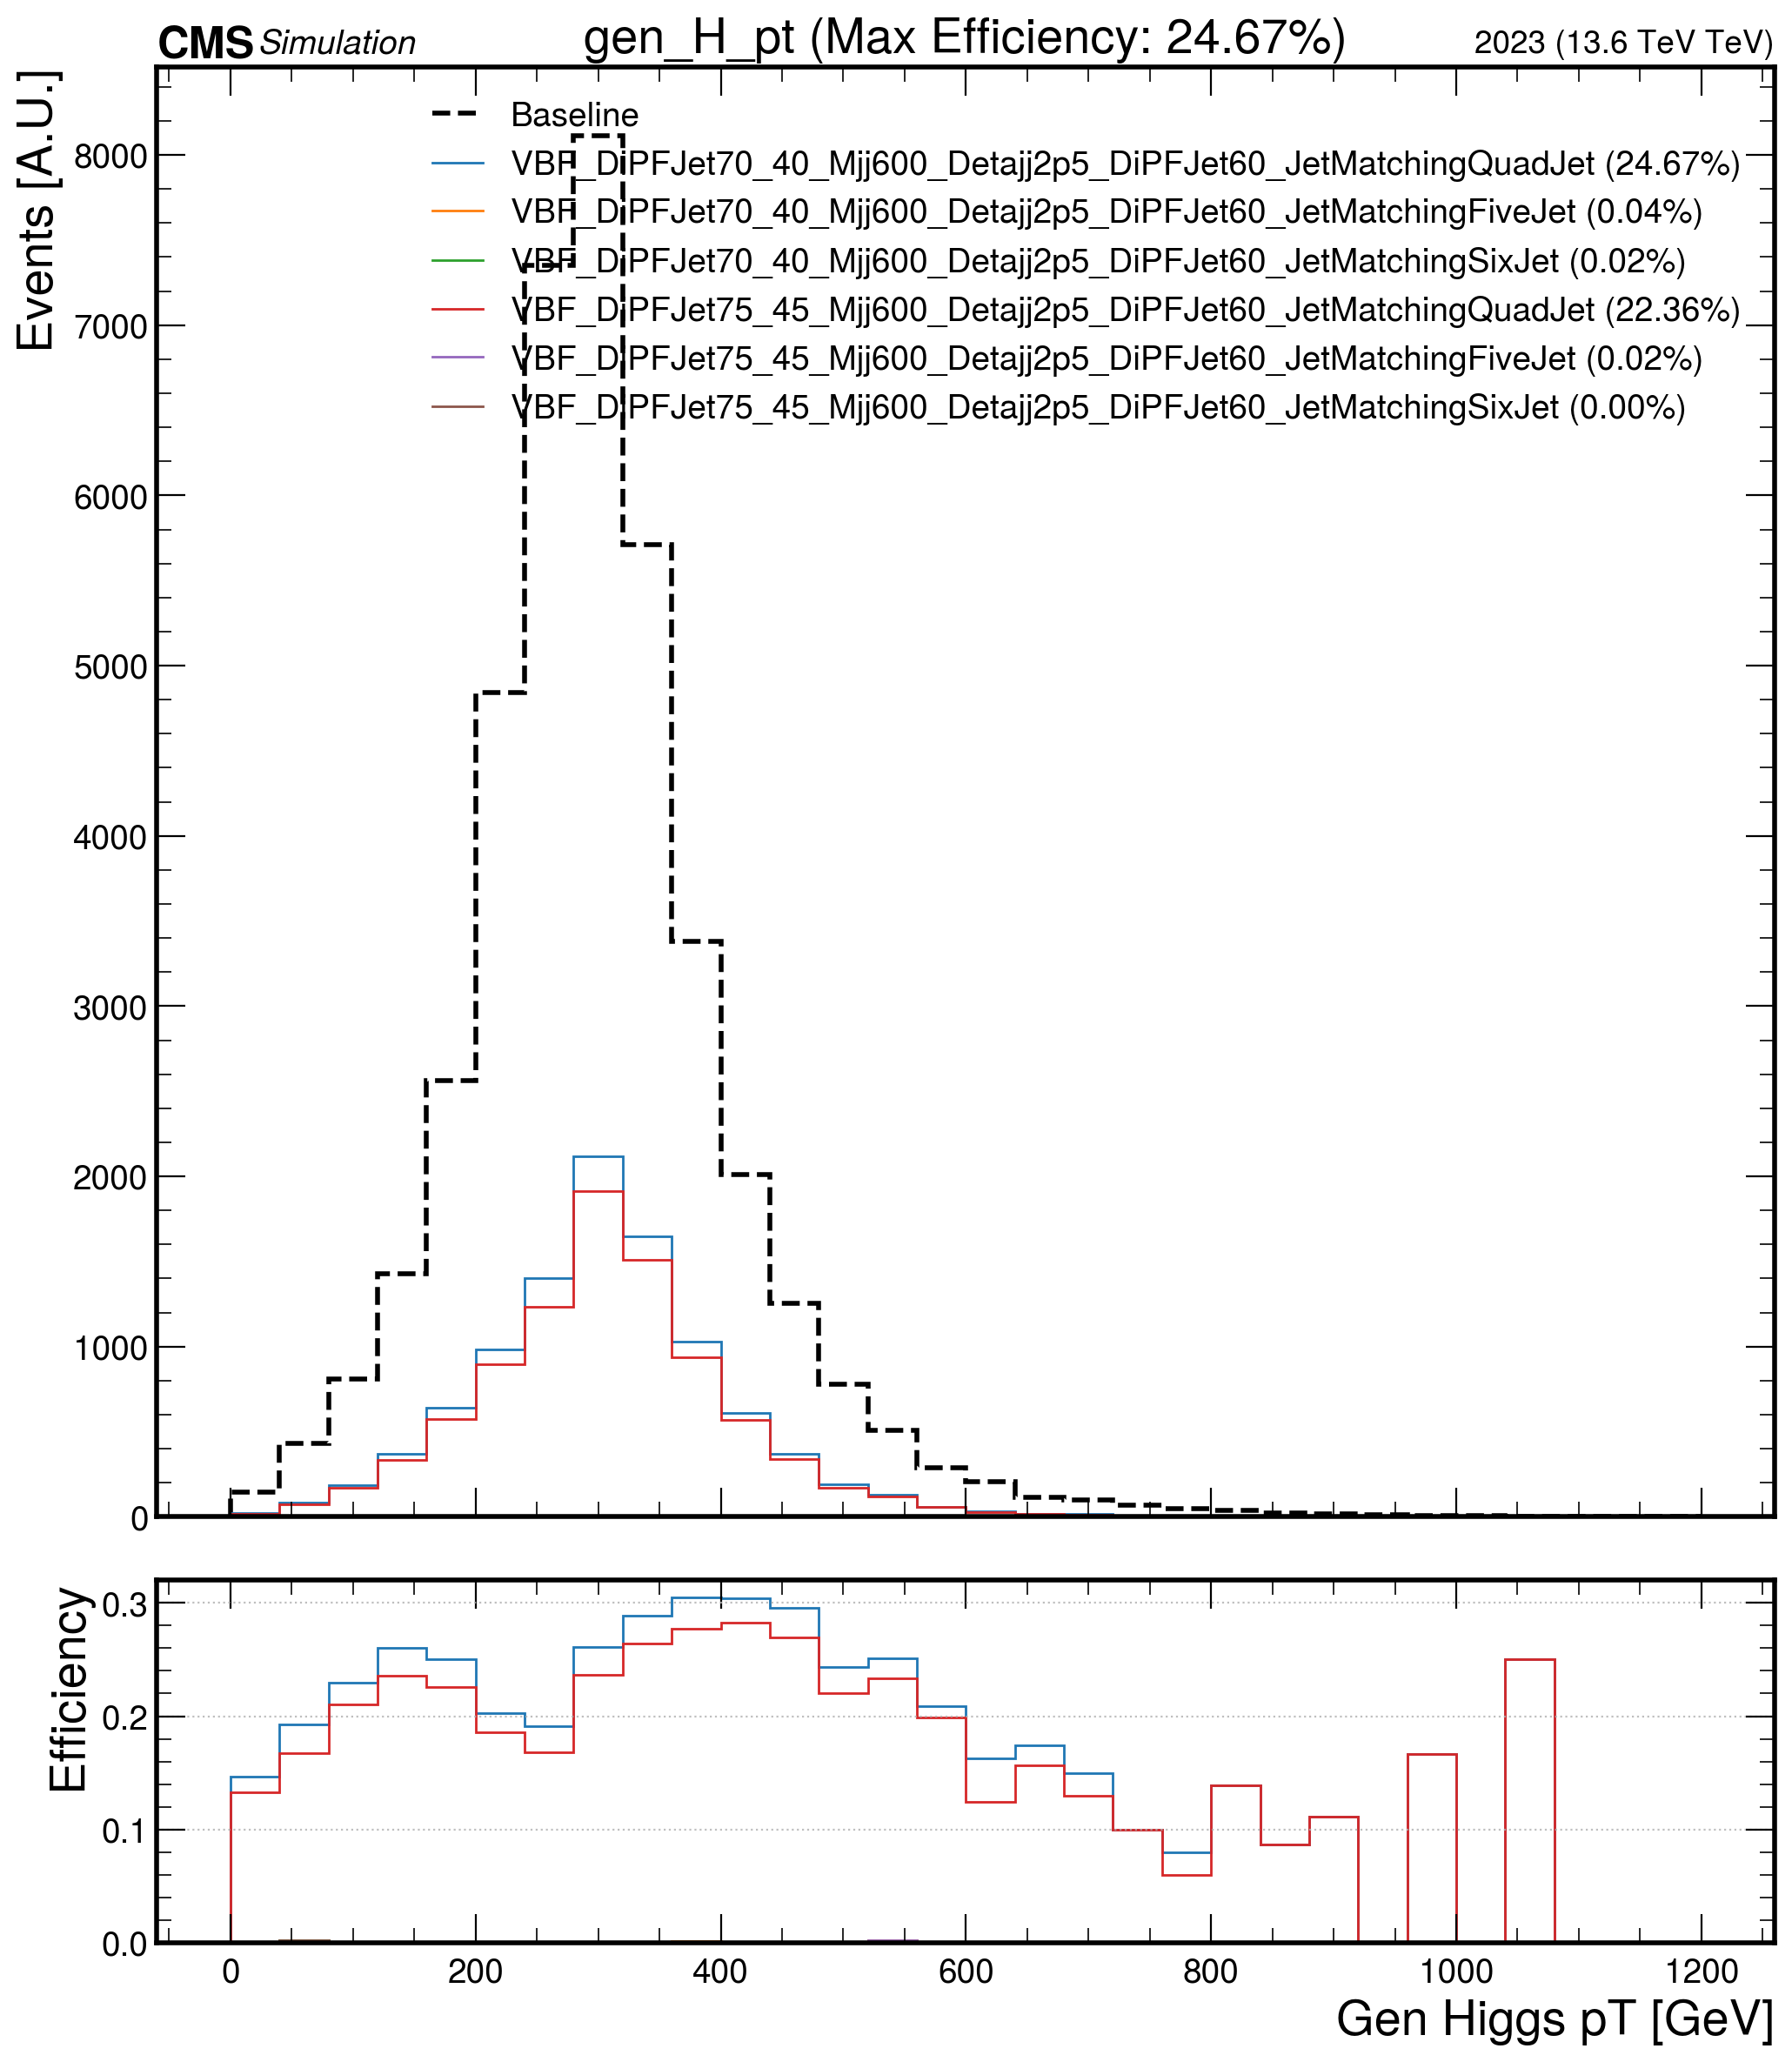 CMS Simulation
gen_H_pt (Max Efficiency: 24.67%)
2023 (13.6 TeV TeV)
Events [A.U.]
Baseline
VBF_DiPFJet70_40_Mjj600_Detajj2p5_DiPFJet60_JetMatchingQuadJet (24.67%)
VBF_DiPFJet70_40_Mjj600_Detajj2p5_DiPFJet60_JetMatchingFiveJet (0.04%)
VBF_DiPFJet70_40_Mjj600_Detajj2p5_DiPFJet60_JetMatchingSixJet (0.02%)
VBF_DiPFJet75_45_Mjj600_Detajj2p5_DiPFJet60_JetMatchingQuadJet (22.36%)
VBF_DiPFJet75_45_Mjj600_Detajj2p5_DiPFJet60_JetMatchingFiveJet (0.02%)
VBF_DiPFJet75_45_Mjj600_Detajj2p5_DiPFJet60_JetMatchingSixJet (0.00%)
8000
7000
6000
5000
4000
3000
2000
1000
0
Efficiency
0.3
0.2
0.1
0.0
0
200
400
600
800
1000
1200
Gen Higgs pT [GeV]